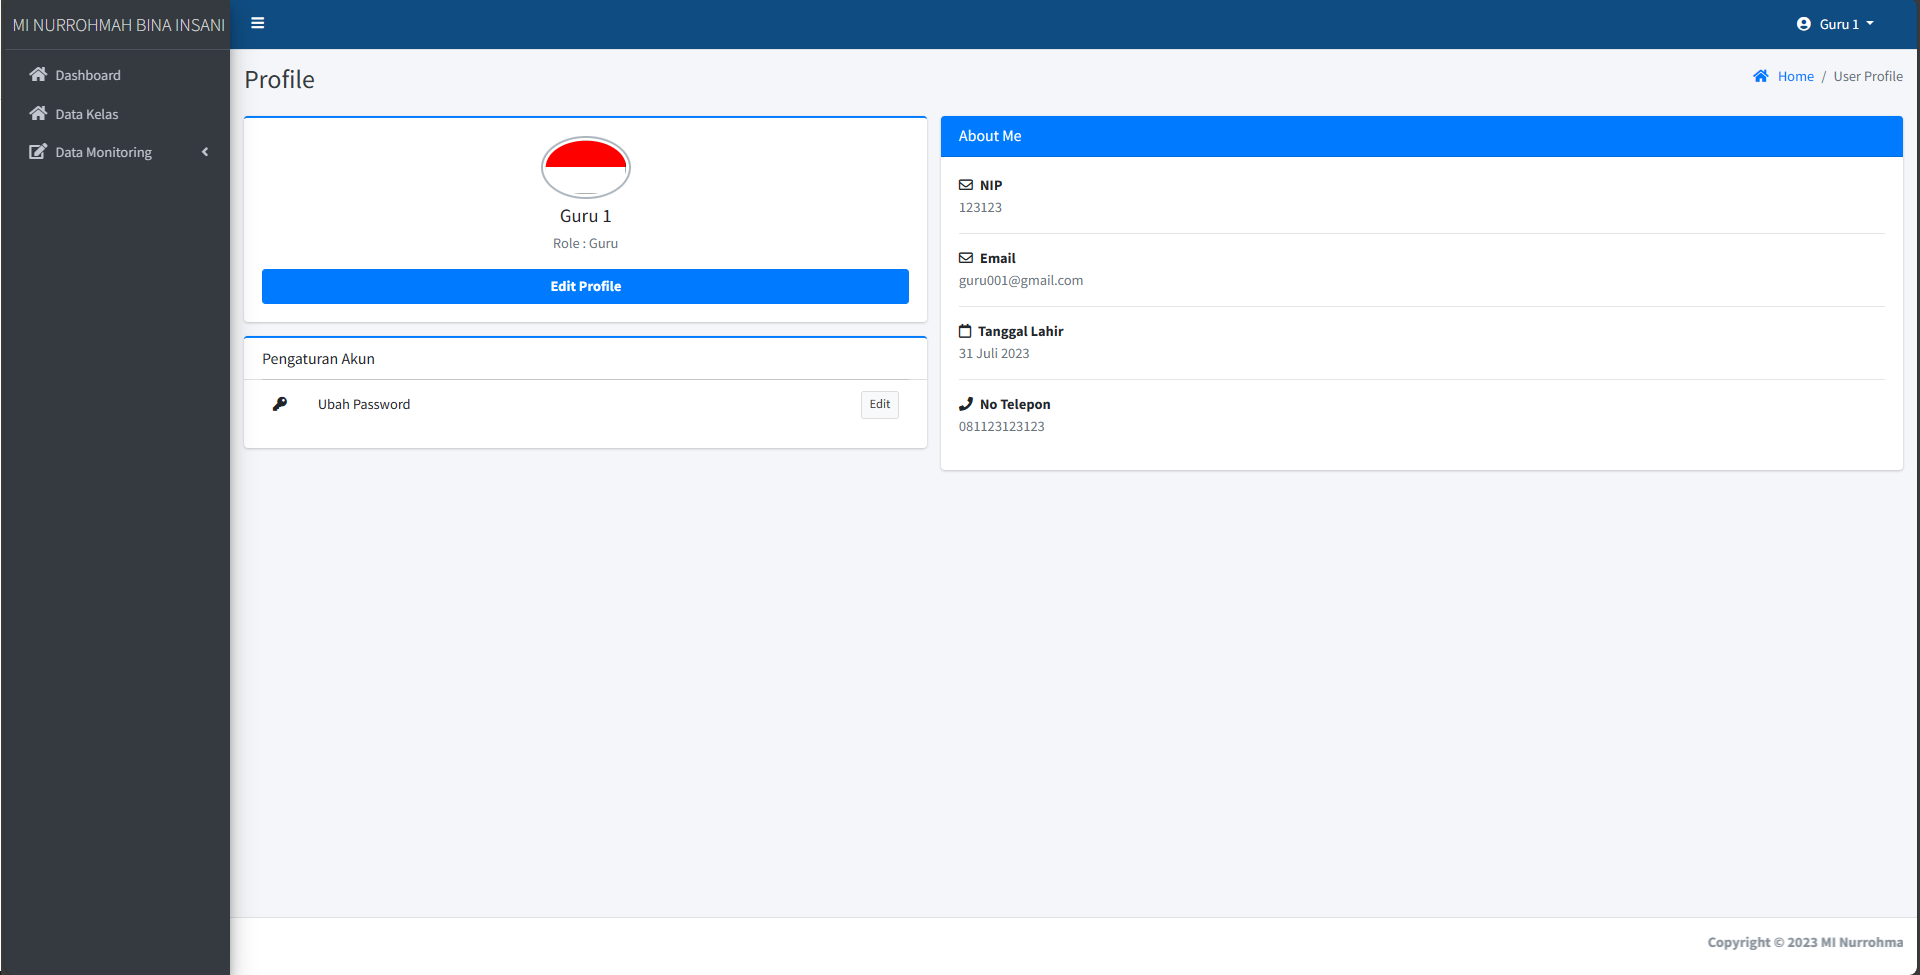 MI NURROHMAH BINA INSANI
Guru 1
Dashboard
Data Kelas
Data Monitoring
Profile
Home / User Profile
Guru 1
Role : Guru
Edit Profile
Pengaturan Akun
Ubah Password
Edit
About Me
NIP
123123
Email
guru001@gmail.com
Tanggal Lahir
31 Juli 2023
No Telepon
081123123123
Copyright © 2023 MI Nurrohma